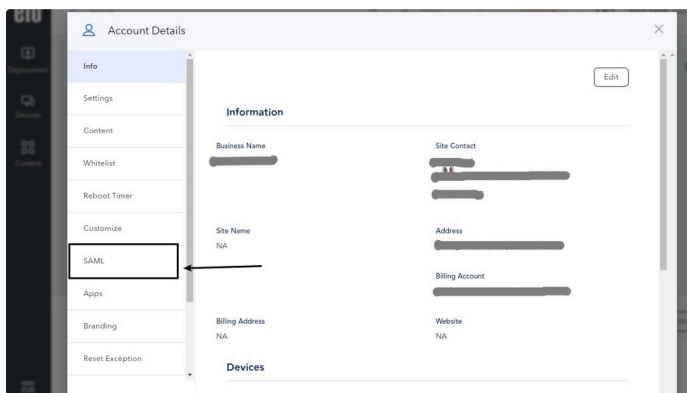 elo
Account Details
Deployment
Devices
Content
Info
Settings
Content
Whitelist
Reboot Timer
Customize
SAML
Apps
Branding
Reset Exception
Edit
Information
Business Name
Site Contact
Site Name
NA
Address
Billing Account
Billing Address
NA
Website
NA
Devices